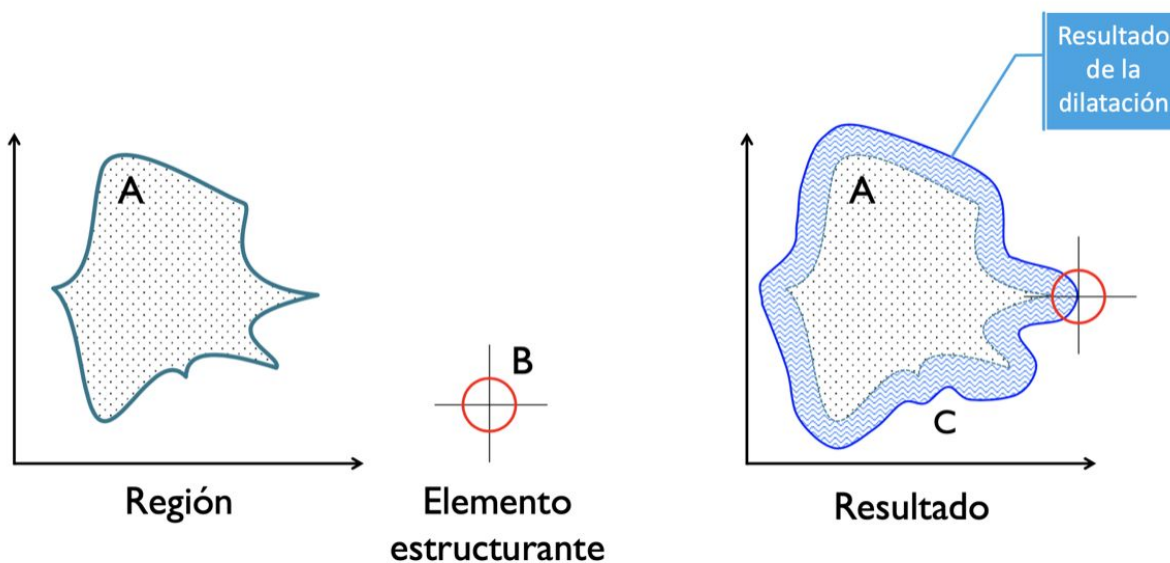 Resultado
de la
dilatación
A
B
A
C
Región
Elemento
estructurante
Resultado